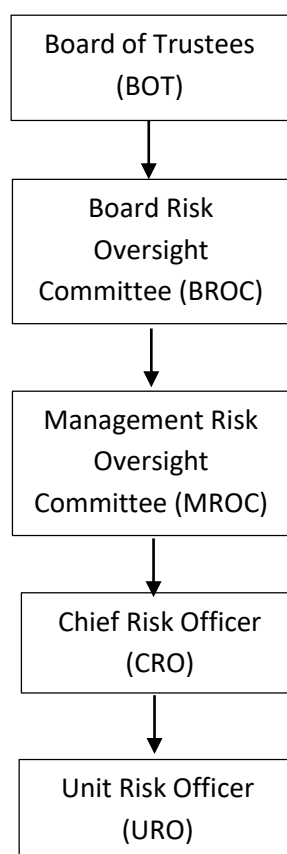 Board of Trustees
(BOT)
Board Risk
Oversight
Committee (BROC)
Management Risk
Oversight
Committee (MROC)
Chief Risk Officer
(CRO)
Unit Risk Officer
(URO)